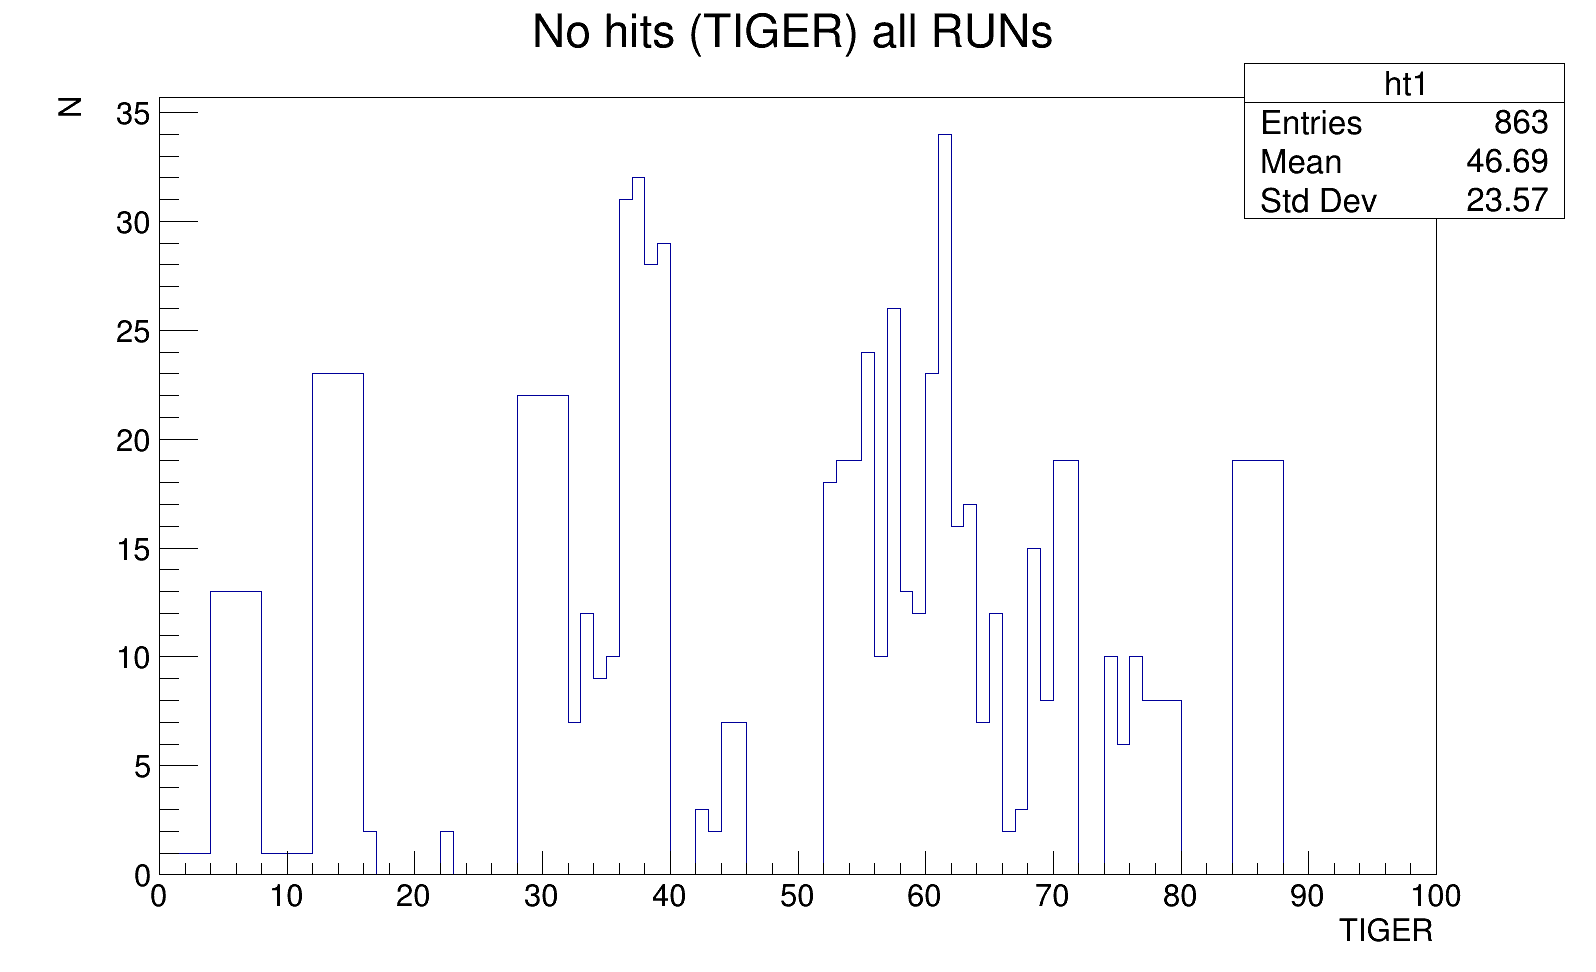 No hits (TIGER) all RUNs
ht1
Entries 863
Mean 46.69
Std Dev 23.57
N
35
30
25
20
15
10
5
0
0 10 20 30 40 50 60 70 80 90 100
TIGER